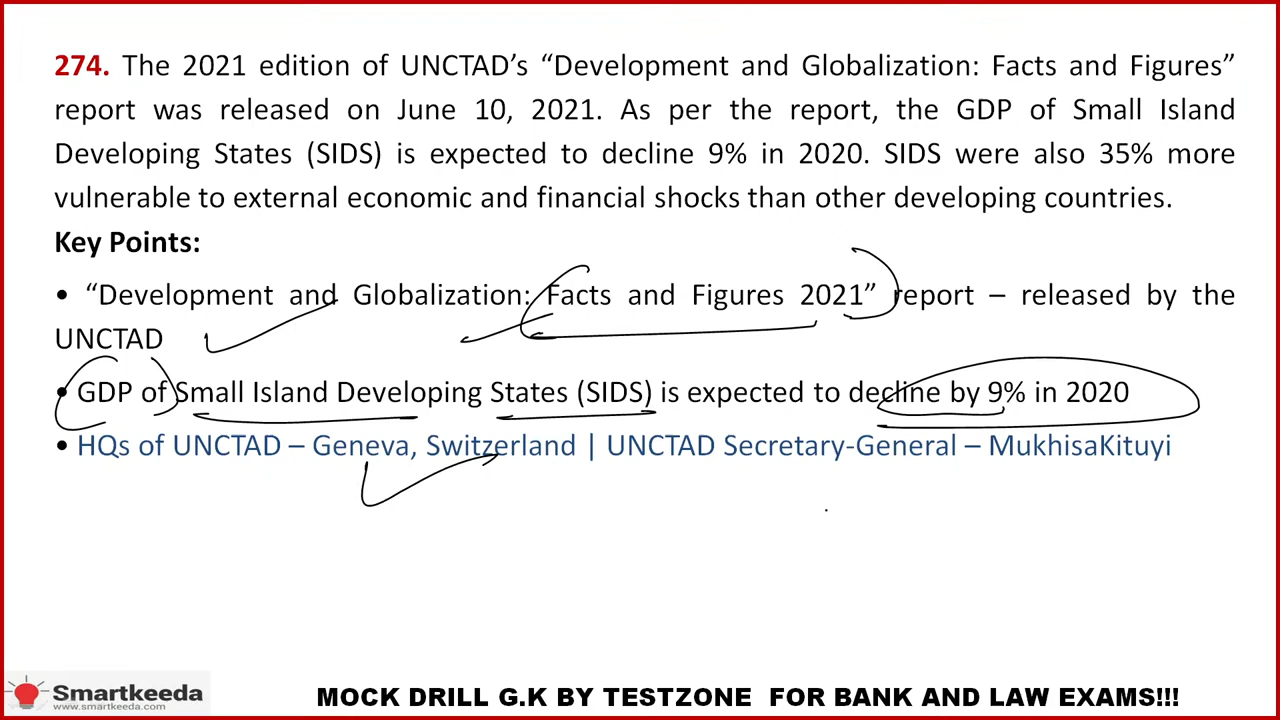 274. The 2021 edition of UNCTAD’s “Development and Globalization: Facts and Figures”
report was released on June 10, 2021. As per the report, the GDP of Small Island
Developing States (SIDS) is expected to decline 9% in 2020. SIDS were also 35% more
vulnerable to external economic and financial shocks than other developing countries.
Key Points:
• “Development and Globalization: Facts and Figures 2021” report – released by the
UNCTAD
• GDP of Small Island Developing States (SIDS) is expected to decline by 9% in 2020
• HQs of UNCTAD – Geneva, Switzerland | UNCTAD Secretary-General – MukhisaKituyi
Smartkeeda
www.smartkeeda.com
MOCK DRILL G.K BY TESTZONE FOR BANK AND LAW EXAMS!!!